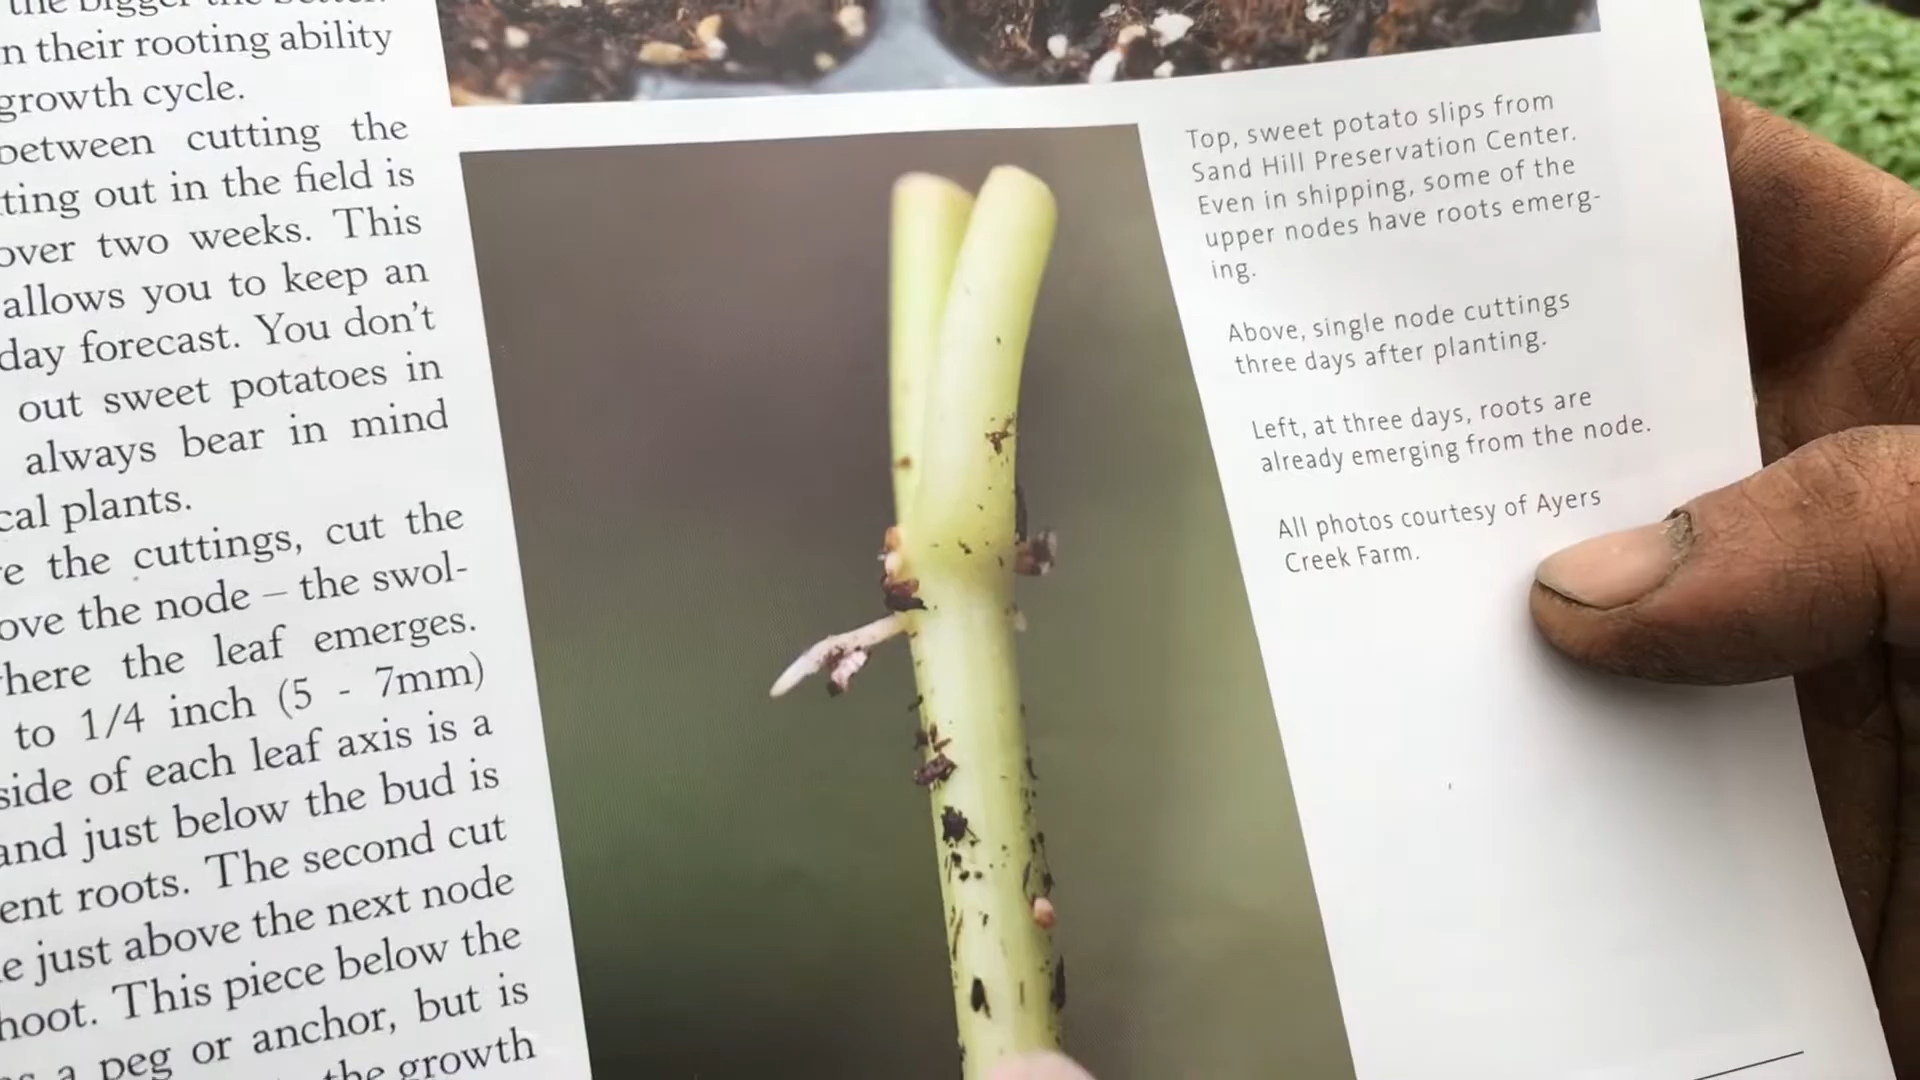 the bigger the better.
n their rooting ability
growth cycle.
between cutting the
ting out in the field is
over two weeks. This
allows you to keep an
day forecast. You don't
out sweet potatoes in
always bear in mind
cal plants.
e the cuttings, cut the
ove the node – the swol-
here the leaf emerges.
to 1/4 inch (5 - 7mm)
side of each leaf axis is a
and just below the bud is
ent roots. The second cut
e just above the next node
hoot. This piece below the
a peg or anchor, but is
the growth
Top, sweet potato slips from
Sand Hill Preservation Center.
Even in shipping, some of the
upper nodes have roots emerg-
ing.
Above, single node cuttings
three days after planting.
Left, at three days, roots are
already emerging from the node.
All photos courtesy of Ayers
Creek Farm.